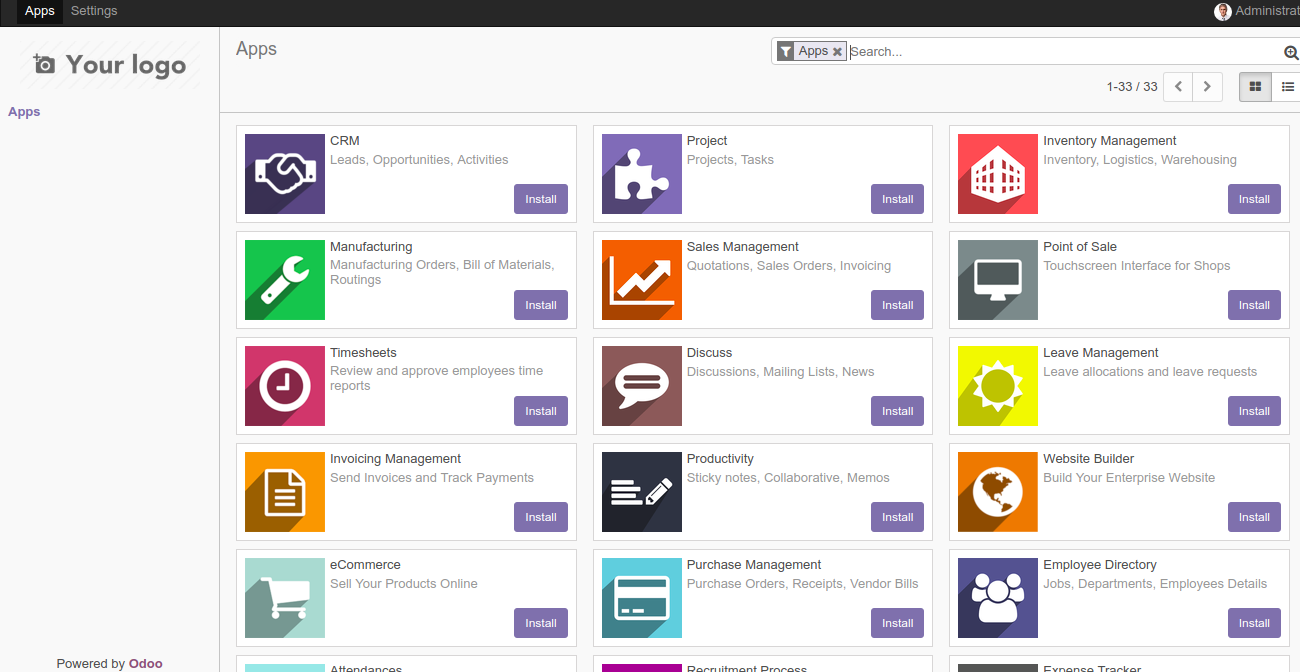 Apps Settings Administrat
Your logo
Apps
Apps
Apps Search...
1-33 / 33
CRM
Leads, Opportunities, Activities
Install
Project
Projects, Tasks
Install
Inventory Management
Inventory, Logistics, Warehousing
Install
Manufacturing
Manufacturing Orders, Bill of Materials,
Routings
Install
Sales Management
Quotations, Sales Orders, Invoicing
Install
Point of Sale
Touchscreen Interface for Shops
Install
Timesheets
Review and approve employees time
reports
Install
Discuss
Discussions, Mailing Lists, News
Install
Leave Management
Leave allocations and leave requests
Install
Invoicing Management
Send Invoices and Track Payments
Install
Productivity
Sticky notes, Collaborative, Memos
Install
Website Builder
Build Your Enterprise Website
Install
eCommerce
Sell Your Products Online
Install
Purchase Management
Purchase Orders, Receipts, Vendor Bills
Install
Employee Directory
Jobs, Departments, Employees Details
Install
Attendances
Recruitment Process
Expense Tracker
Powered by Odoo